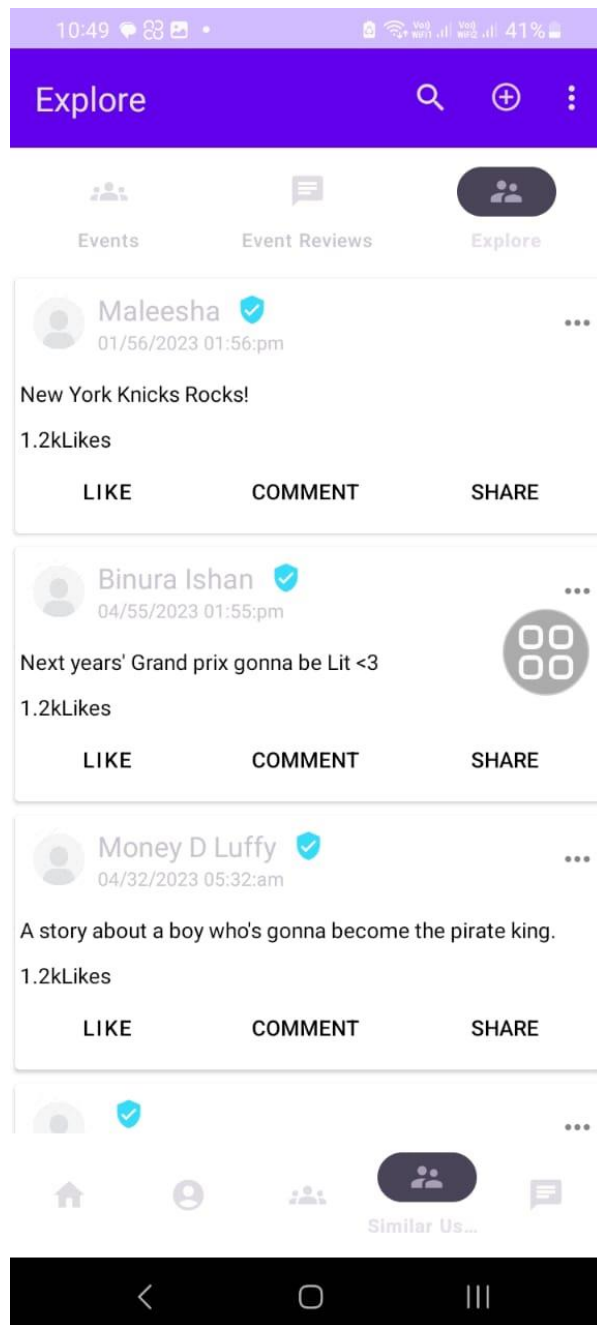 10:49 41%
Explore
Events Event Reviews Explore
Maleesha
01/56/2023 01:56:pm
New York Knicks Rocks!
1.2kLikes
LIKE COMMENT SHARE
Binura Ishan
04/55/2023 01:55:pm
Next years' Grand prix gonna be Lit <3
1.2kLikes
LIKE COMMENT SHARE
Money D Luffy
04/32/2023 05:32:am
A story about a boy who's gonna become the pirate king.
1.2kLikes
LIKE COMMENT SHARE
Similar Us...